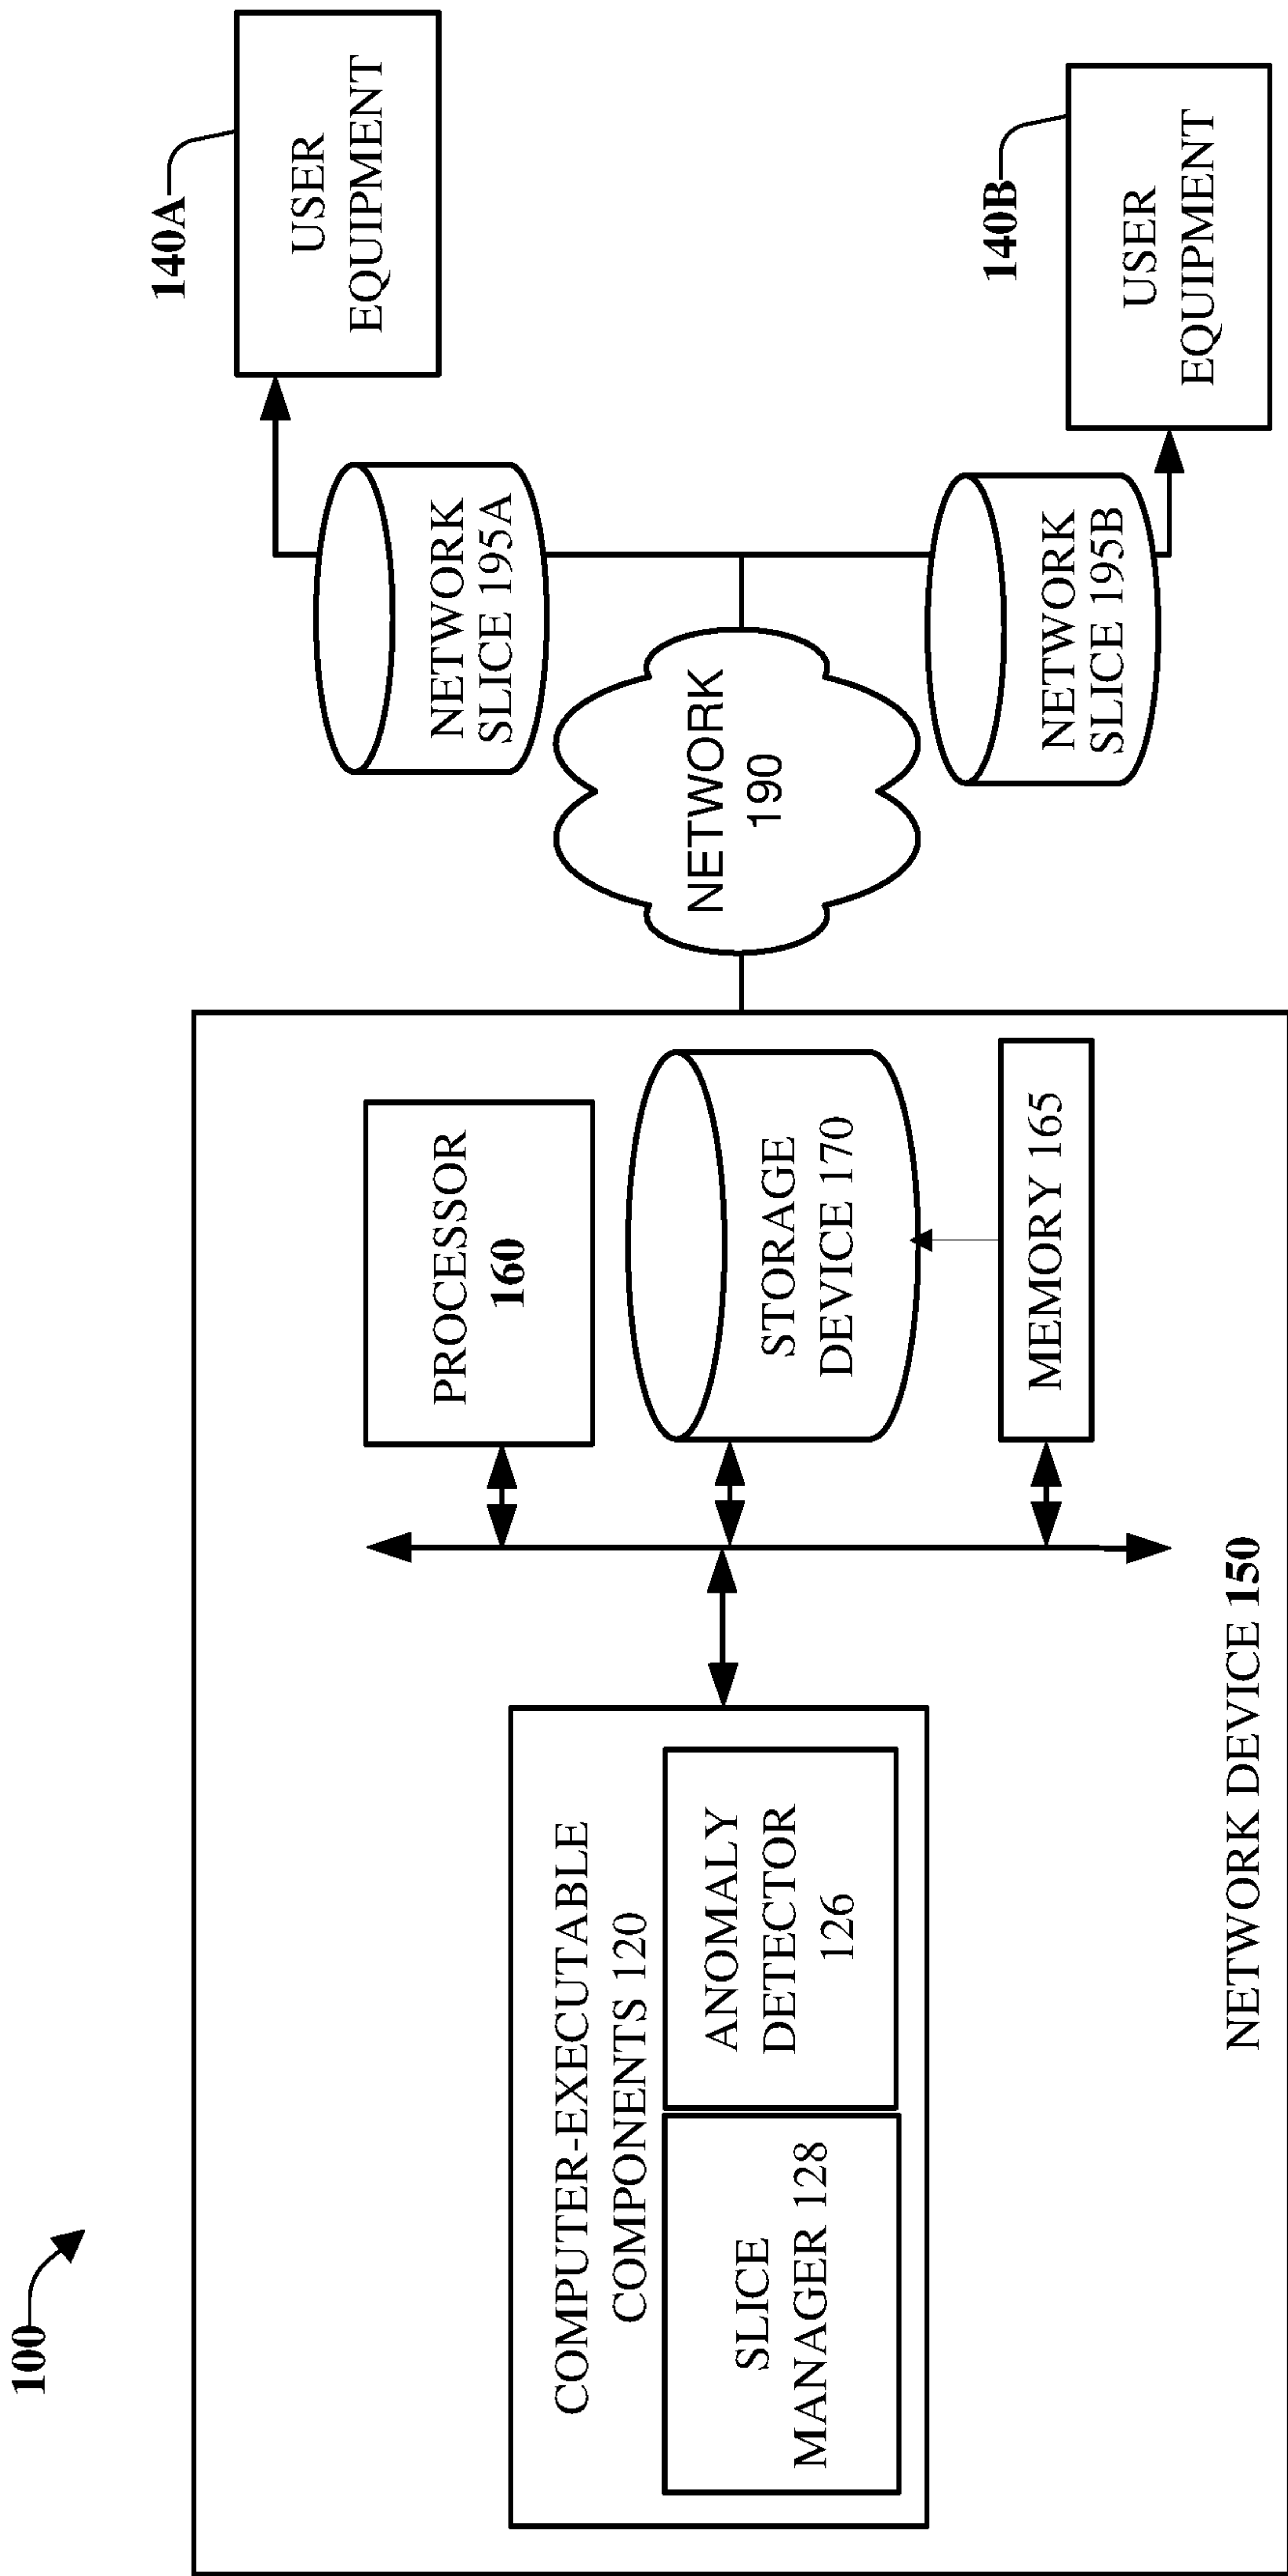 100
COMPUTER-EXECUTABLE
COMPONENTS 120
SLICE
MANAGER 128
ANOMALY
DETECTOR
126
PROCESSOR
160
STORAGE
DEVICE 170
MEMORY 165
NETWORK DEVICE 150
NETWORK
190
NETWORK
SLICE 195A
NETWORK
SLICE 195B
140A
USER
EQUIPMENT
140B
USER
EQUIPMENT